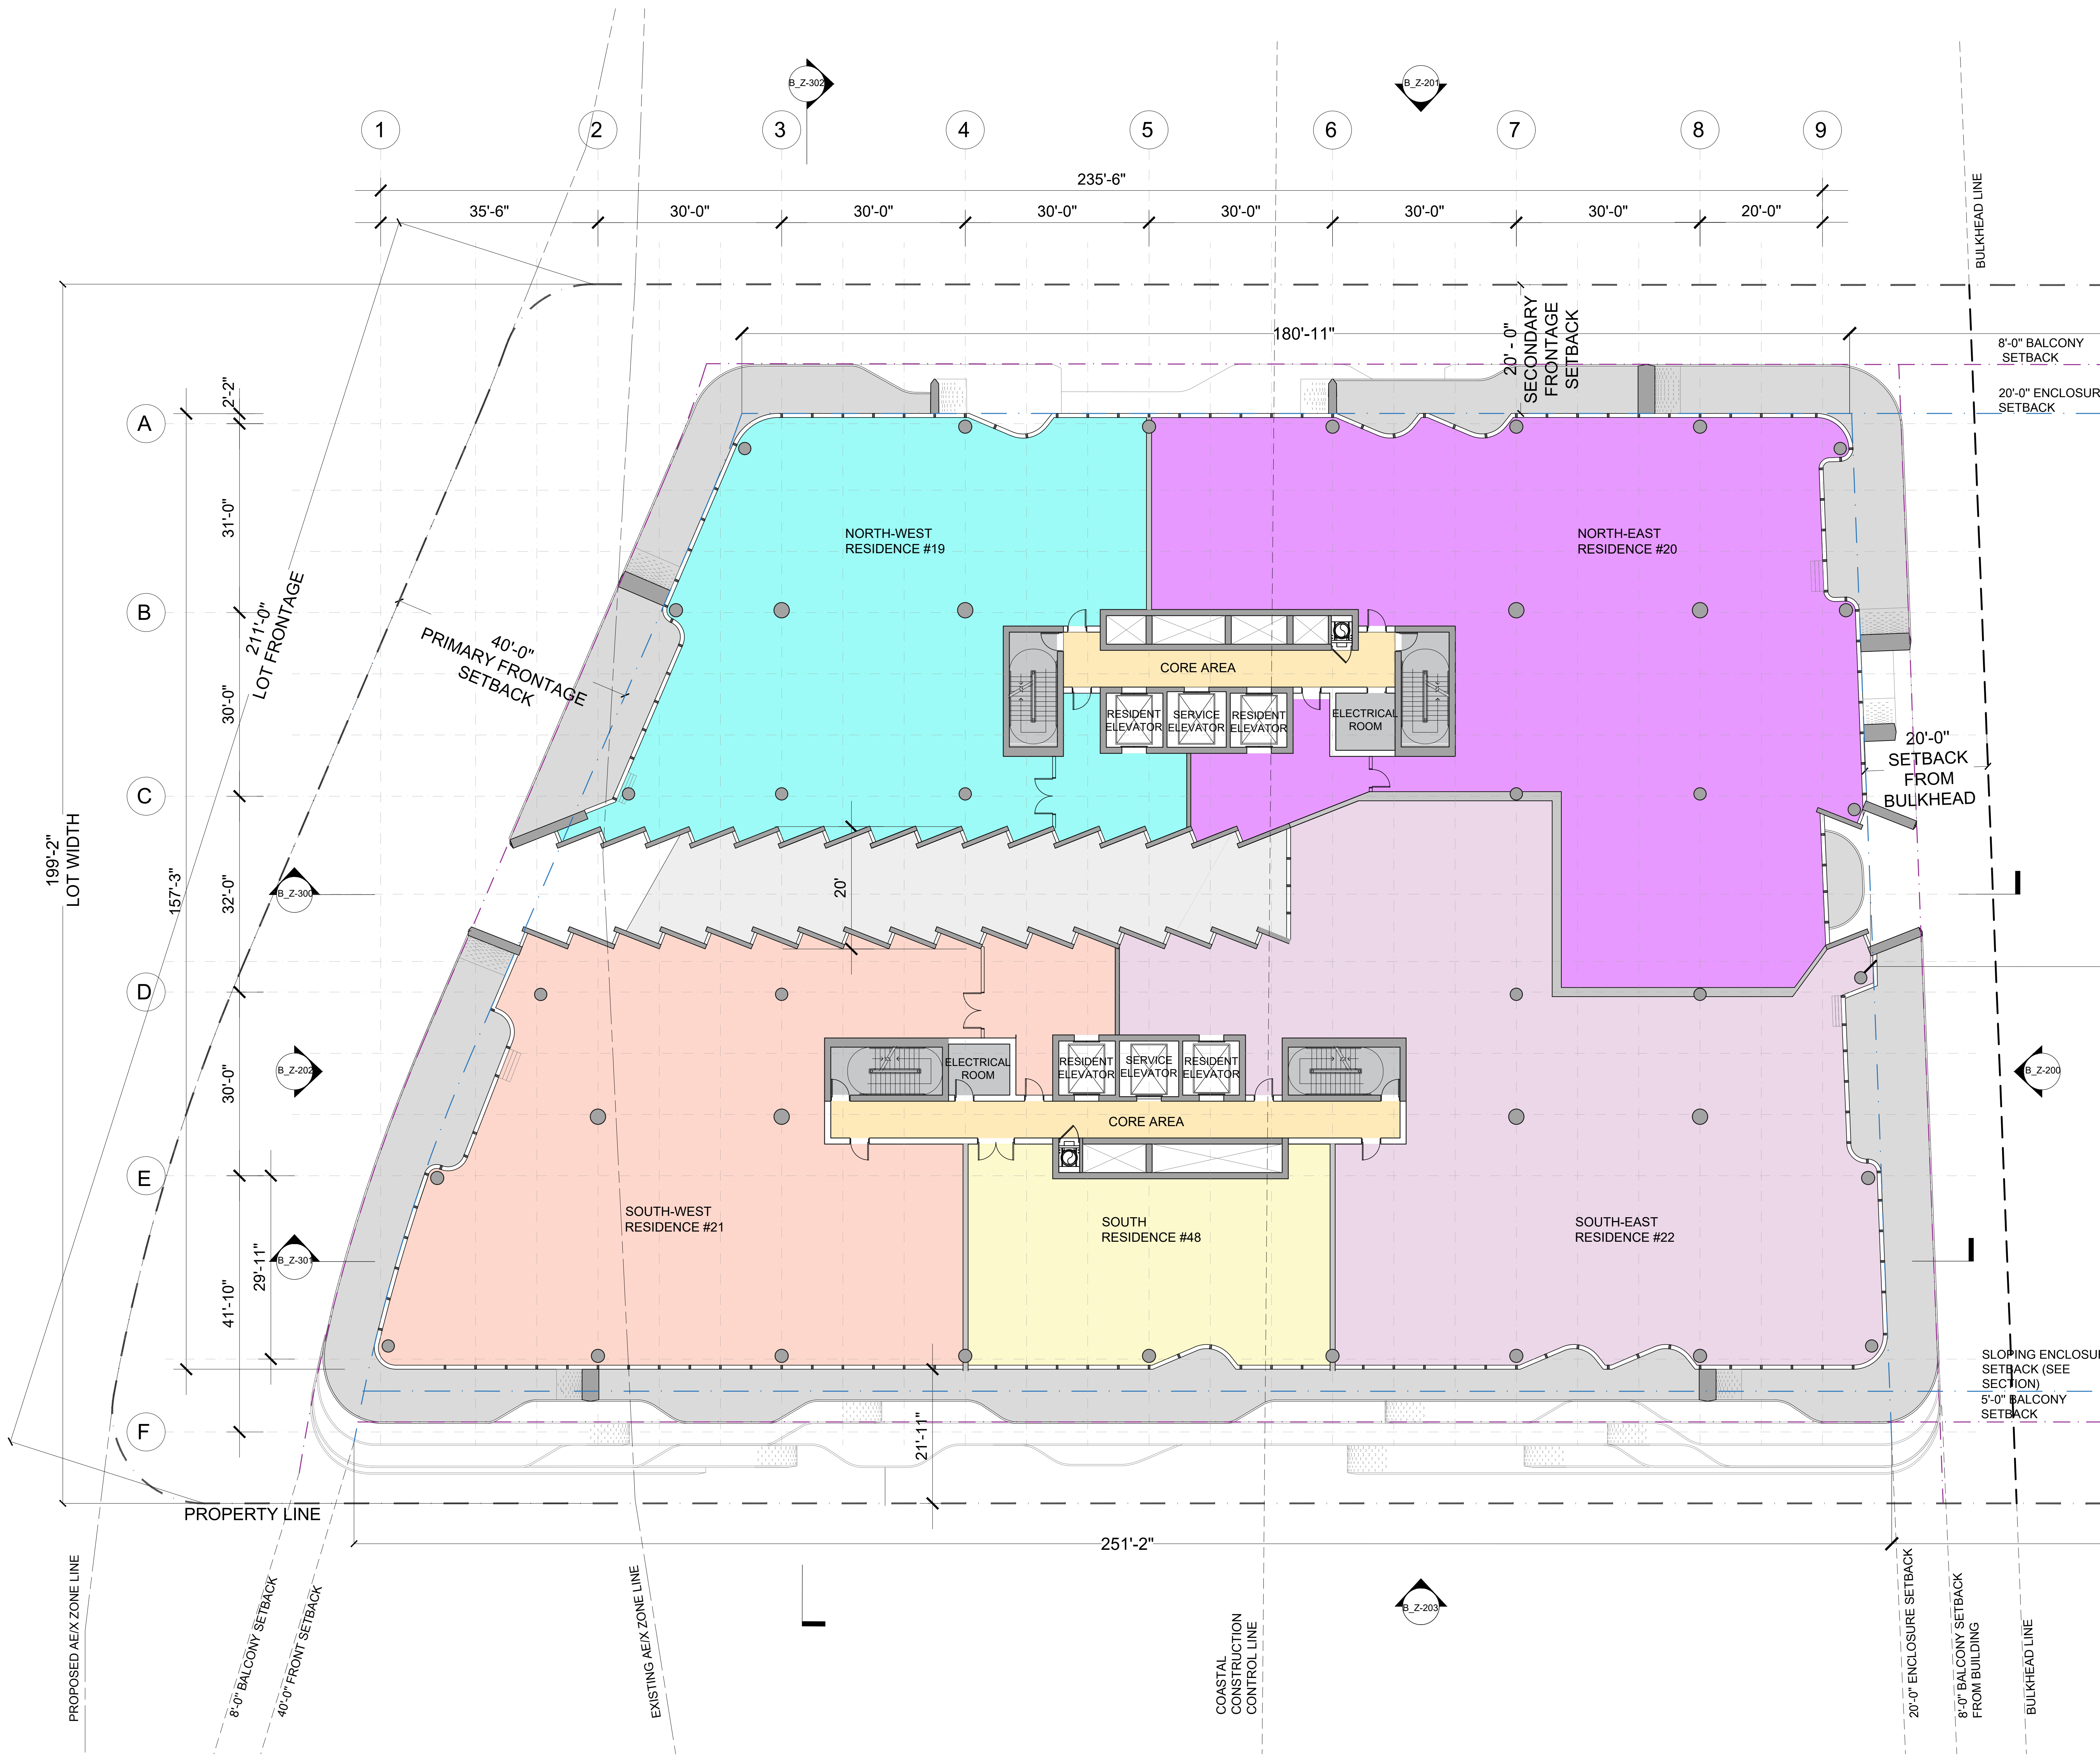 B_Z-302
B_Z-201
1
2
3
4
5
6
7
8
9
235'-6"
35'-6"
30'-0"
30'-0"
30'-0"
30'-0"
30'-0"
30'-0"
20'-0"
BULKHEAD LINE
180'-11"
20' - 0"
SECONDARY
FRONTAGE
SETBACK
8'-0" BALCONY
SETBACK
20'-0" ENCLOSUR
SETBACK
2'-2"
A
31'-0"
NORTH-WEST
RESIDENCE #19
NORTH-EAST
RESIDENCE #20
B
211'-0"
LOT FRONTAGE
40'-0"
PRIMARY FRONTAGE
SETBACK
CORE AREA
30'-0"
RESIDENT
ELEVATOR
SERVICE
ELEVATOR
RESIDENT
ELEVATOR
ELECTRICAL
ROOM
20'-0"
SETBACK
FROM
BULKHEAD
C
199'-2"
LOT WIDTH
157'-3"
32'-0"
B_Z-300
20'
D
B_Z-202
30'-0"
ELECTRICAL
ROOM
RESIDENT
ELEVATOR
SERVICE
ELEVATOR
RESIDENT
ELEVATOR
B_Z-200
CORE AREA
E
SOUTH-WEST
RESIDENCE #21
SOUTH
RESIDENCE #48
SOUTH-EAST
RESIDENCE #22
B_Z-301
29'-11"
41'-10"
SLOPING ENCLOSU
SETBACK (SEE
SECTION)
5'-0" BALCONY
SETBACK
F
21'-11"
PROPERTY LINE
251'-2"
PROPOSED AE/X ZONE LINE
8'-0" BALCONY SETBACK
40'-0" FRONT SETBACK
EXISTING AE/X ZONE LINE
COASTAL
CONSTRUCTION
CONTROL LINE
B_Z-203
20'-0" ENCLOSURE SETBACK
8'-0" BALCONY SETBACK
FROM BUILDING
BULKHEAD LINE